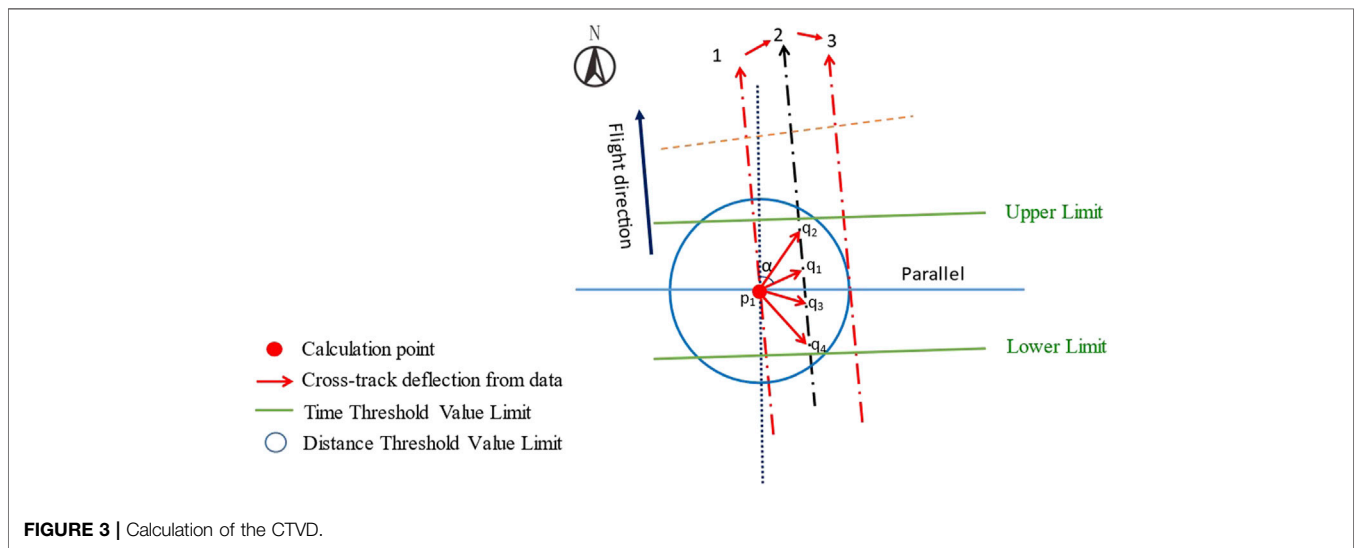 N
1
2
3
Flight direction
Upper Limit
q2
α
q1
Parallel
p1
q3
q4
Lower Limit
Calculation point
Cross-track deflection from data
Time Threshold Value Limit
Distance Threshold Value Limit
FIGURE 3 | Calculation of the CTVD.